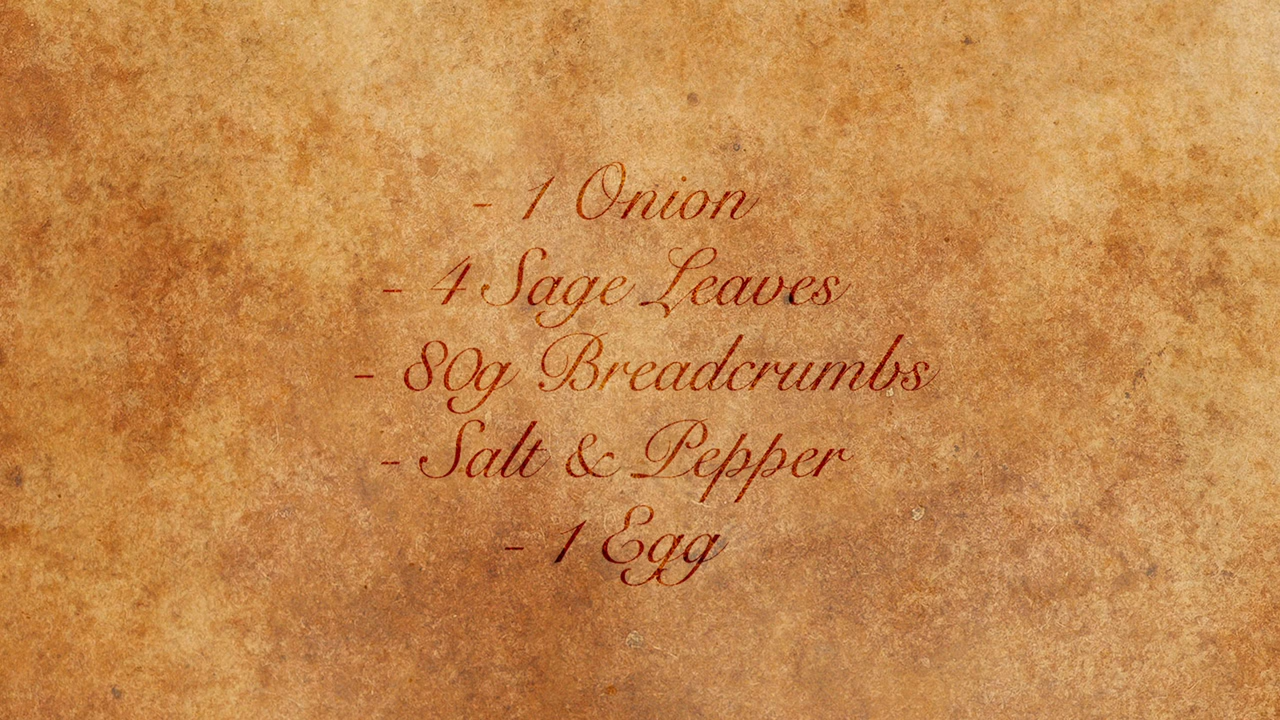 - 1 Onion
- 4 Sage Leaves
- 80g Breadcrumbs
- Salt & Pepper
- 1 Egg